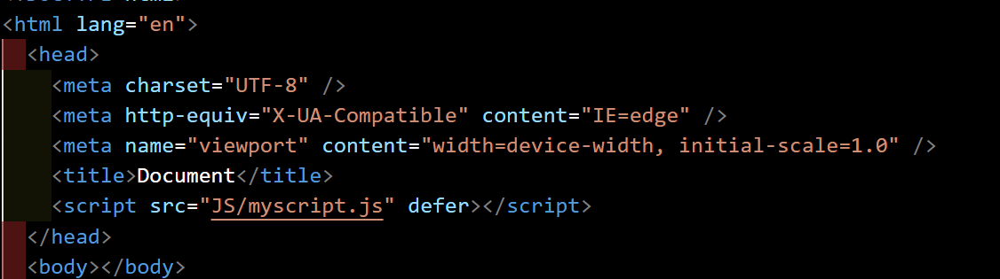 <html lang="en">
<head>
<meta charset="UTF-8" />
<meta http-equiv="X-UA-Compatible" content="IE=edge" />
<meta name="viewport" content="width=device-width, initial-scale=1.0" />
<title>Document</title>
<script src="JS/myscript.js" defer></script>
</head>
<body></body>